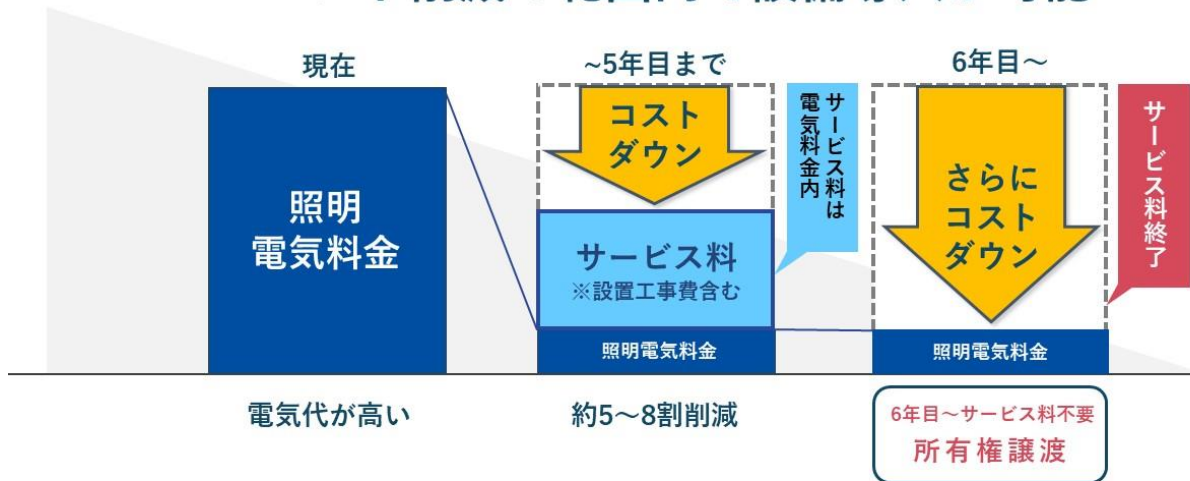 現在
照明
電気料金
電気代が高い
~5年目まで
コスト
ダウン
サービス料は
電気料金内
サービス料
※設置工事費含む
照明電気料金
約5～8割削減
6年目～
さらに
コスト
ダウン
サービス料終了
照明電気料金
6年目～サービス料不要
所有権譲渡